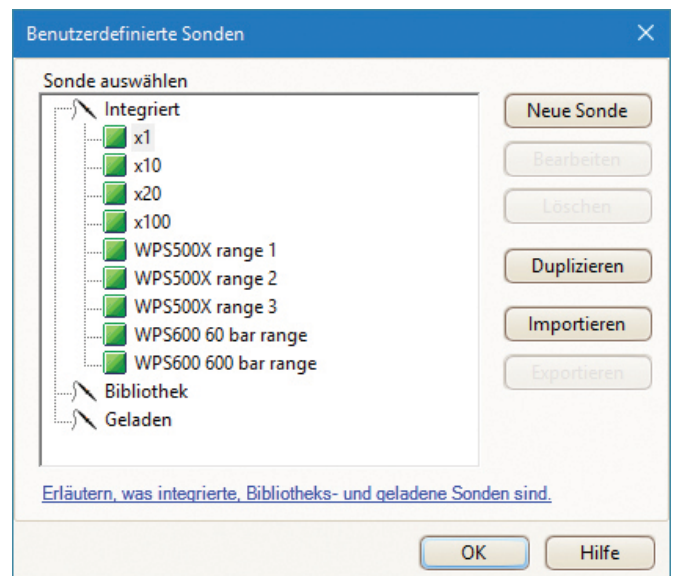 Benutzerdefinierte Sonden
Sonde auswählen
Integriert
x1
x10
x20
x100
WPS500X range 1
WPS500X range 2
WPS500X range 3
WPS600 60 bar range
WPS600 600 bar range
Bibliothek
Geladen
Neue Sonde
Bearbeiten
Löschen
Duplizieren
Importieren
Exportieren
Erläutern, was integrierte, Bibliotheks- und geladene Sonden sind.
OK
Hilfe